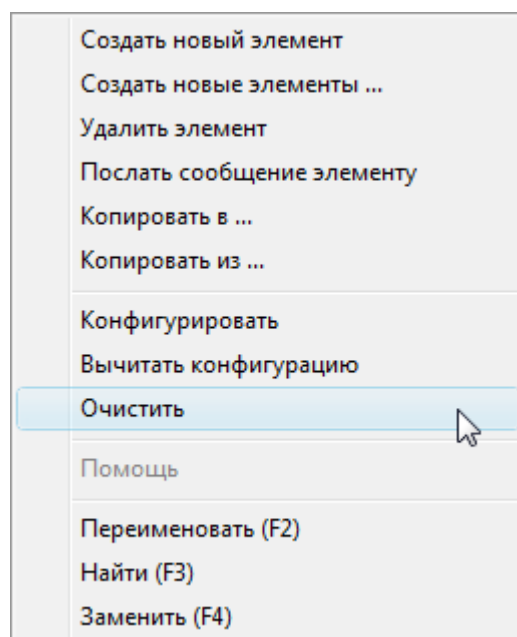 Создать новый элемент
Создать новые элементы ...
Удалить элемент
Послать сообщение элементу
Копировать в ...
Копировать из ...
Конфигурировать
Вычитать конфигурацию
Очистить
Помощь
Переименовать (F2)
Найти (F3)
Заменить (F4)